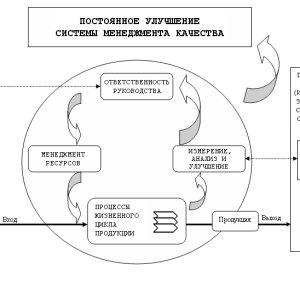 ПОСТОЯННОЕ УЛУЧШЕНИЕ
СИСТЕМЫ МЕНЕДЖМЕНТА КАЧЕСТВА
ОТВЕТСТВЕННОСТЬ
РУКОВОДСТВА
МЕНЕДЖМЕНТ
РЕСУРСОВ
ИЗМЕРЕНИЕ,
АНАЛИЗ И
УЛУЧШЕНИЕ
ПРОЦЕССЫ
ЖИЗНЕННОГО
ЦИКЛА
ПРОДУКЦИИ
Вход
Продукция
Выход